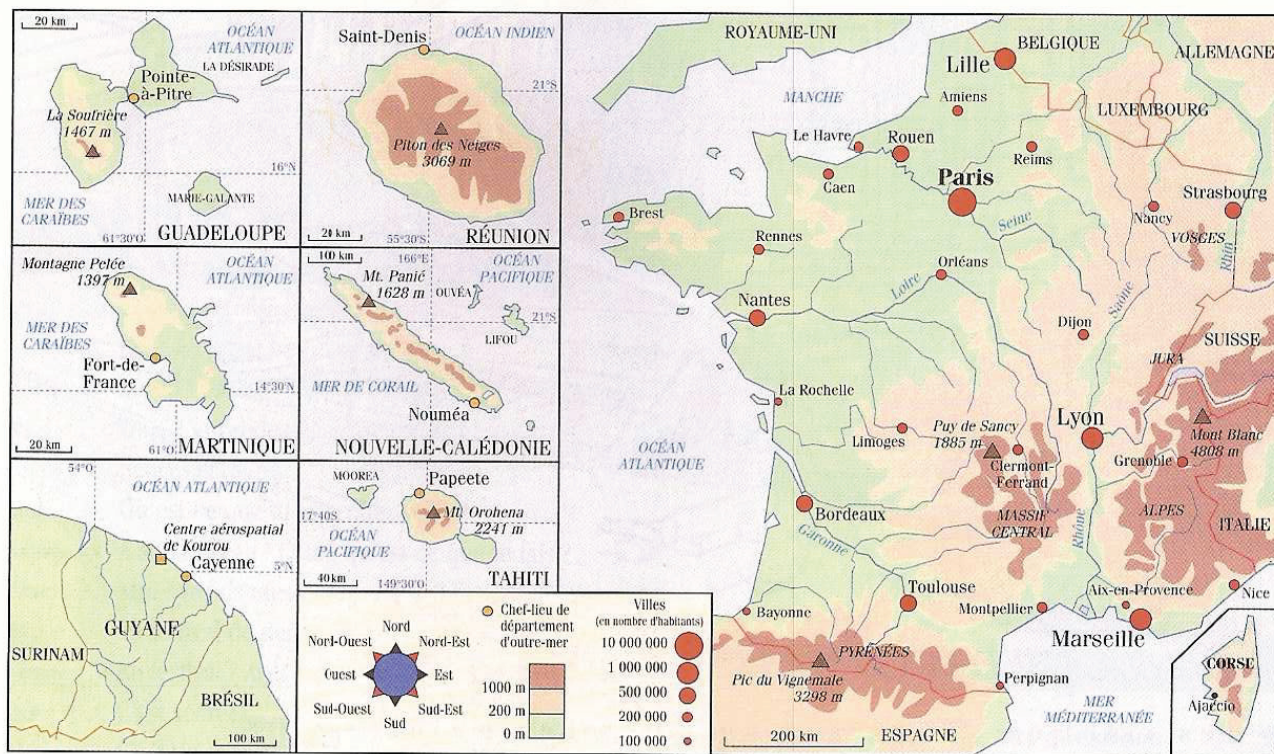 20 km
OCÉAN
ATLANTIQUE
LA DÉSIRADE
Pointe-
à-Pitre
La Soufrière
1467 m
16°N
MER DES
CARAÏBES
MARIE-GALANTE
61°30'O
GUADELOUPE
Saint-Denis
OCÉAN INDIEN
21°S
Piton des Neiges
3069 m
20 km
55°30'S
RÉUNION
Montagne Pelée
1397 m
OCÉAN
ATLANTIQUE
MER DES
CARAÏBES
Fort-de-
France
14°30'N
20 km
61°O
MARTINIQUE
100 km
166°E
OCÉAN
PACIFIQUE
Mt. Panié
1628 m
OUVÉA
21°S
LIFOU
MER DE CORAIL
Nouméa
NOUVELLE-CALÉDONIE
54°O
OCÉAN ATLANTIQUE
Centre aérospatial
de Kourou
Cayenne
5°N
GUYANE
SURINAM
BRÉSIL
100 km
MOOREA
Papeete
17°40S
Mt. Orohena
2241 m
OCÉAN
PACIFIQUE
40 km
149°30'O
TAHITI
Nord
Nord-Ouest
Nord-Est
Ouest
Est
Sud-Ouest
Sud-Est
Sud
Chef-lieu de
département
d'outre-mer
1000 m
200 m
0 m
Villes
(en nombre d'habitants)
10 000 000
1 000 000
500 000
200 000
100 000
ROYAUME-UNI
BELGIQUE
ALLEMAGNE
Lille
MANCHE
Amiens
LUXEMBOURG
Le Havre
Rouen
Reims
Caen
Paris
Strasbourg
Brest
Seine
Nancy
VOSGES
Rhin
Rennes
Orléans
Loire
Nantes
Saône
Dijon
SUISSE
JURA
La Rochelle
Lyon
Limoges
Puy de Sancy
1885 m
Mont Blanc
4808 m
Clermont-
Ferrand
Grenoble
OCÉAN
ATLANTIQUE
Bordeaux
MASSIF
CENTRAL
Rhône
ALPES
ITALIE
Garonne
Toulouse
Montpellier
Aix-en-Provence
Nice
Bayonne
Marseille
PYRÉNÉES
Pic du Vignemale
3298 m
Perpignan
CORSE
Ajaccio
MER
MÉDITERRANÉE
200 km
ESPAGNE